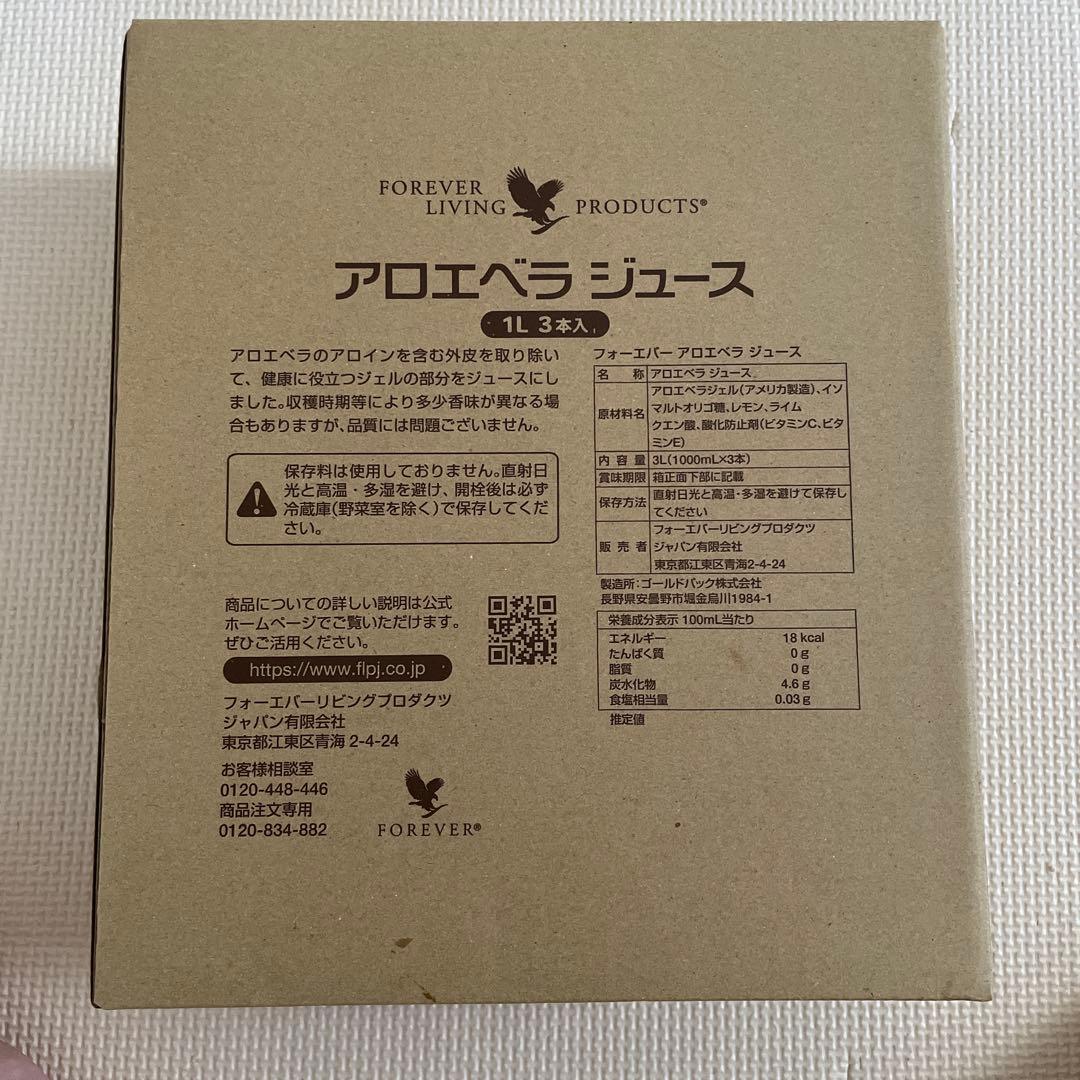 FOREVER
LIVING PRODUCTS®
アロエベラ ジュース
1L 3本入
アロエベラのアロインを含む外皮を取り除い
て、健康に役立つジェルの部分をジュースにし
ました。収穫時期等により多少香味が異なる場
合もありますが、品質には問題ございません。
保存料は使用しておりません。直射日
光と高温・多湿を避け、開栓後は必ず
冷蔵庫(野菜室を除く)で保存してくだ
さい。
商品についての詳しい説明は公式
ホームページでご覧いただけます。
ぜひご活用ください。
https://www.flpj.co.jp
フォーエバーリビングプロダクツ
ジャパン有限会社
東京都江東区青海 2-4-24
お客様相談室
0120-448-446
商品注文専用
0120-834-882
FOREVER®
フォーエバー アロエベラ ジュース
名称 アロエベラ ジュース
原材料名 アロエベラジェル(アメリカ製造)、イソ
マルトオリゴ糖、レモン、ライム
クエン酸、酸化防止剤(ビタミンC、ビタ
ミンE)
内容量 3L(1000mL×3本)
賞味期限 箱正面下部に記載
保存方法 直射日光と高温・多湿を避けて保存し
てください
販売者 フォーエバーリビングプロダクツ
ジャパン有限会社
東京都江東区青海2-4-24
製造所:ゴールドパック株式会社
長野県安曇野市堀金烏川1984-1
栄養成分表示 100mL当たり
エネルギー 18 kcal
たんぱく質 0 g
脂質 0 g
炭水化物 4.6 g
食塩相当量 0.03 g
推定値